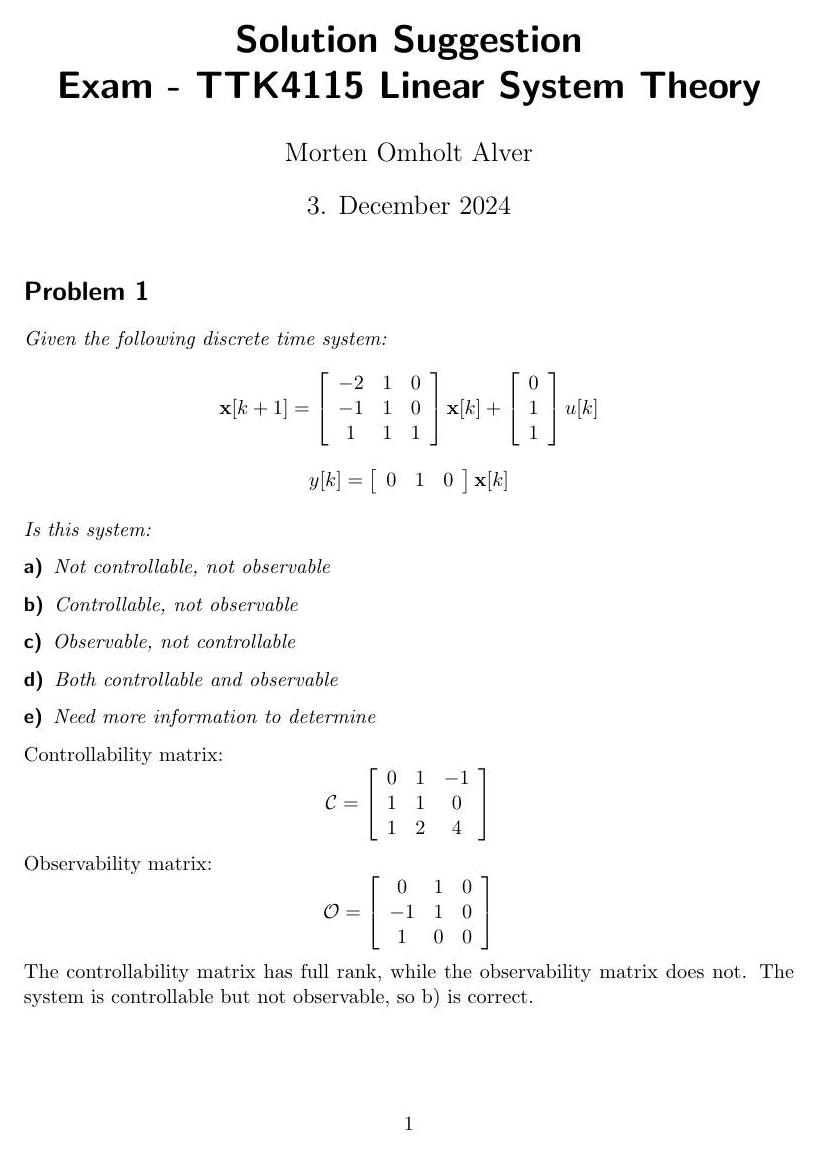 Solution Suggestion
Exam - TTK4115 Linear System Theory
Morten Omholt Alver
3. December 2024
Problem 1
Given the following discrete time system:
x[k + 1] = [ −2 1 0 ; −1 1 0 ; 1 1 1 ] x[k] + [ 0 ; 1 ; 1 ] u[k]
y[k] = [ 0 1 0 ] x[k]
Is this system:
a) Not controllable, not observable
b) Controllable, not observable
c) Observable, not controllable
d) Both controllable and observable
e) Need more information to determine
Controllability matrix:
C = [ 0 1 −1 ; 1 1 0 ; 1 2 4 ]
Observability matrix:
O = [ 0 1 0 ; −1 1 0 ; 1 0 0 ]
The controllability matrix has full rank, while the observability matrix does not. The
system is controllable but not observable, so b) is correct.
1